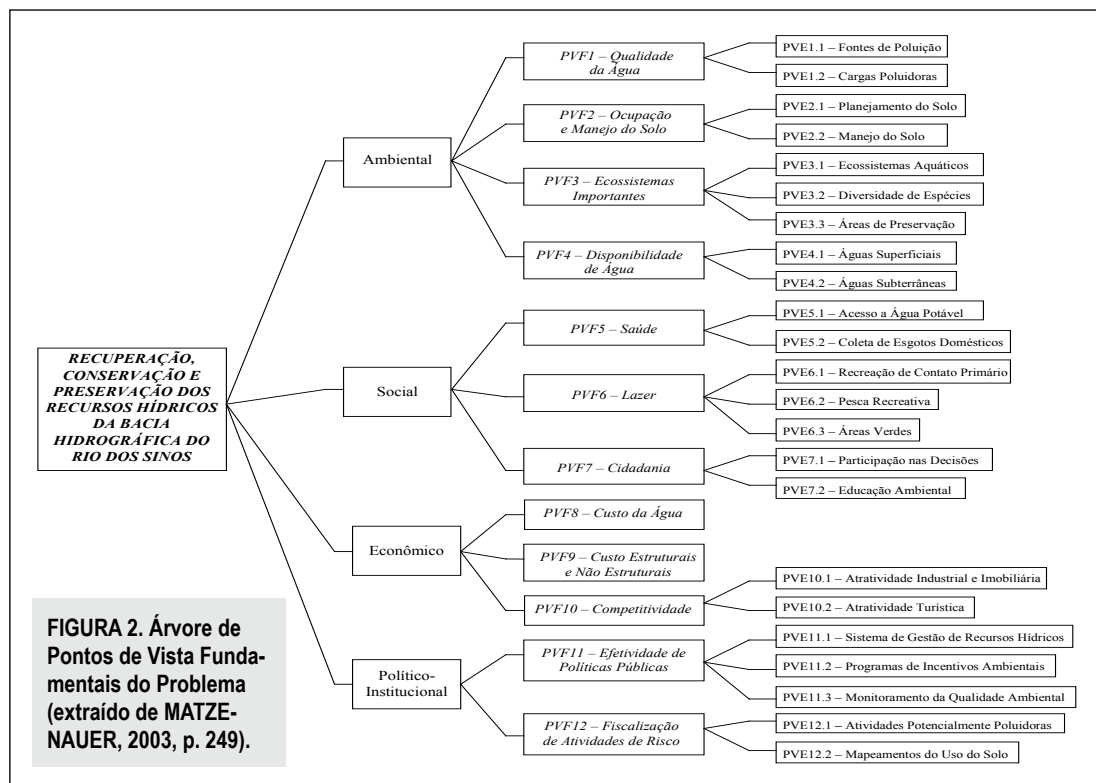 RECUPERAÇÃO,
CONSERVAÇÃO E
PRESERVAÇÃO DOS
RECURSOS HÍDRICOS
DA BACIA
HIDROGRÁFICA DO
RIO DOS SINOS
Ambiental
PVF1 – Qualidade
da Água
PVE1.1 – Fontes de Poluição
PVE1.2 – Cargas Poluidoras
PVF2 – Ocupação
e Manejo do Solo
PVE2.1 – Planejamento do Solo
PVE2.2 – Manejo do Solo
PVF3 – Ecossistemas
Importantes
PVE3.1 – Ecossistemas Aquáticos
PVE3.2 – Diversidade de Espécies
PVE3.3 – Áreas de Preservação
PVF4 – Disponibilidade
de Água
PVE4.1 – Águas Superficiais
PVE4.2 – Águas Subterrâneas
Social
PVF5 – Saúde
PVE5.1 – Acesso a Água Potável
PVE5.2 – Coleta de Esgotos Domésticos
PVF6 – Lazer
PVE6.1 – Recreação de Contato Primário
PVE6.2 – Pesca Recreativa
PVE6.3 – Áreas Verdes
PVF7 – Cidadania
PVE7.1 – Participação nas Decisões
PVE7.2 – Educação Ambiental
Econômico
PVF8 – Custo da Água
PVF9 – Custo Estruturais
e Não Estruturais
PVF10 – Competitividade
PVE10.1 – Atratividade Industrial e Imobiliária
PVE10.2 – Atratividade Turística
Político-
Institucional
PVF11 – Efetividade de
Políticas Públicas
PVE11.1 – Sistema de Gestão de Recursos Hídricos
PVE11.2 – Programas de Incentivos Ambientais
PVE11.3 – Monitoramento da Qualidade Ambiental
PVF12 – Fiscalização
de Atividades de Risco
PVE12.1 – Atividades Potencialmente Poluidoras
PVE12.2 – Mapeamentos do Uso do Solo
FIGURA 2. Árvore de
Pontos de Vista Funda-
mentais do Problema
(extraído de MATZE-
NAUER, 2003, p. 249).